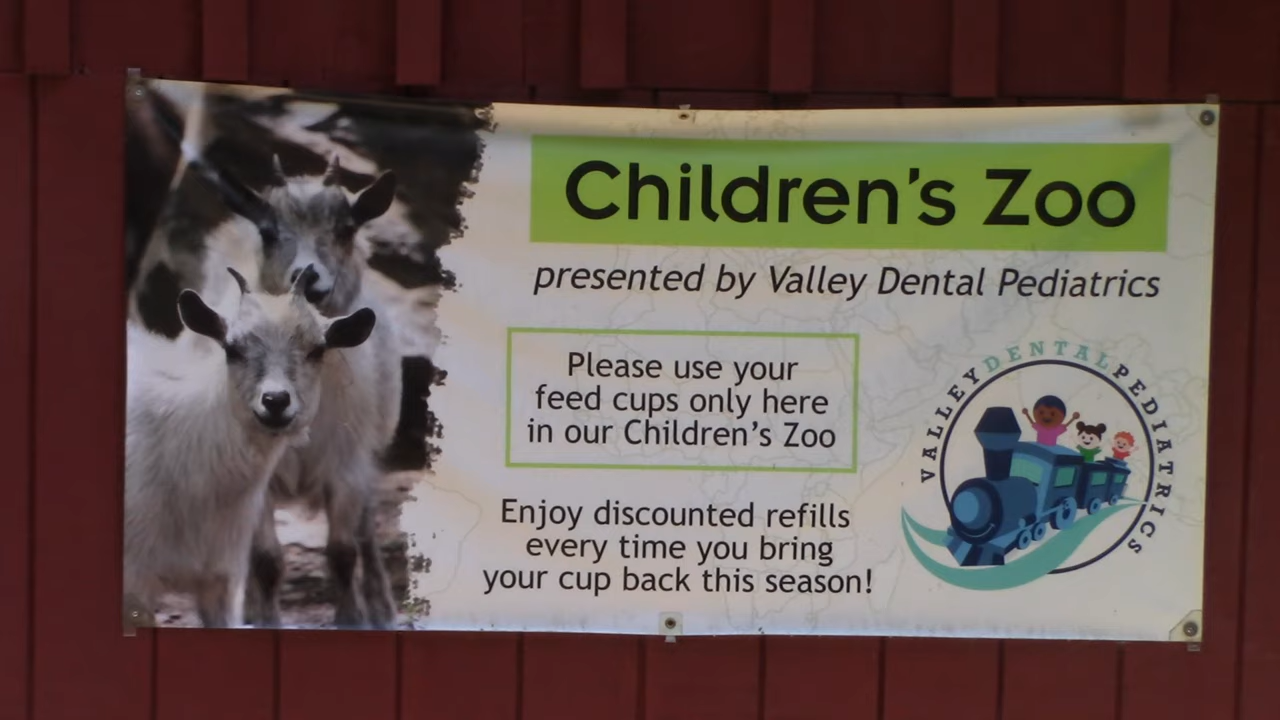 Children's Zoo
presented by Valley Dental Pediatrics
Please use your
feed cups only here
in our Children's Zoo
Enjoy discounted refills
every time you bring
your cup back this season!
VALLEY DENTAL PEDIATRICS